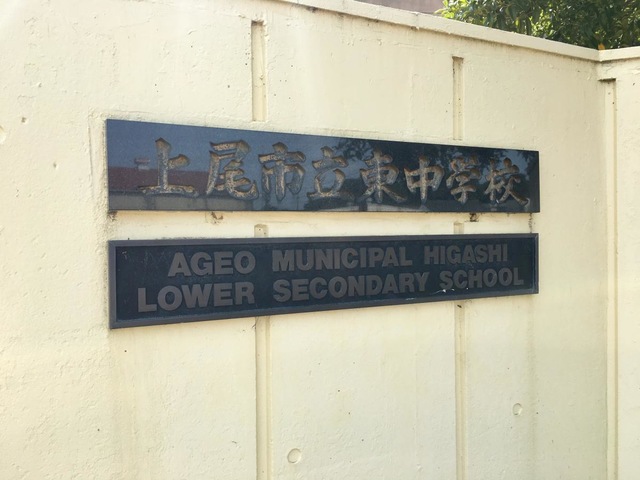 上尾市立東中学校
AGEO MUNICIPAL HIGASHI
LOWER SECONDARY SCHOOL